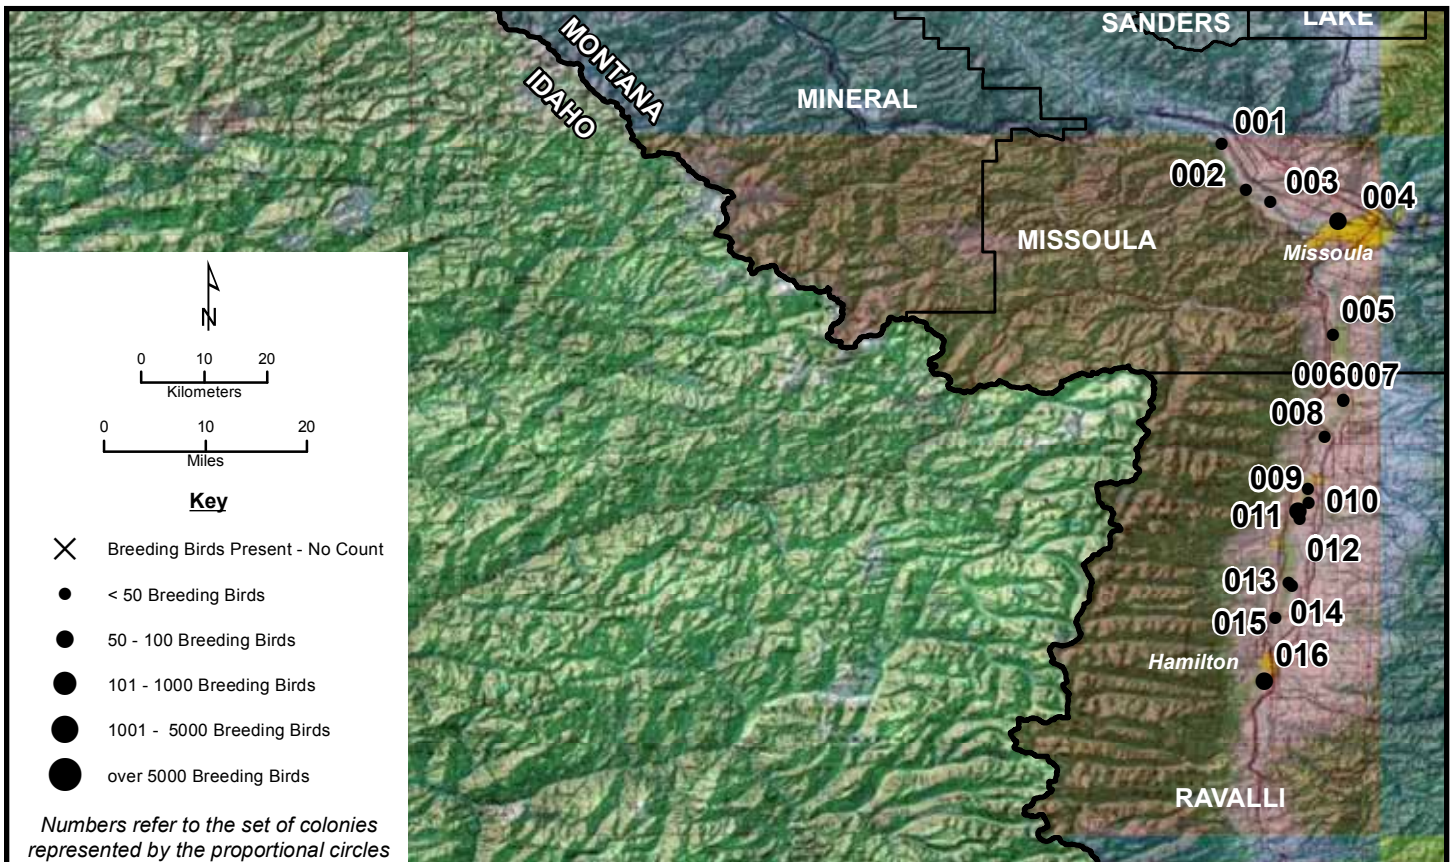 SANDERS
LAKE
MONTANA
IDAHO
MINERAL
001
002
003
004
MISSOULA
Missoula
N
0 10 20
Kilometers
0 10 20
Miles
005
006007
008
009
010
011
012
013
014
015
Hamilton
016
RAVALLI
Key
Breeding Birds Present - No Count
< 50 Breeding Birds
50 - 100 Breeding Birds
101 - 1000 Breeding Birds
1001 - 5000 Breeding Birds
over 5000 Breeding Birds
Numbers refer to the set of colonies
represented by the proportional circles